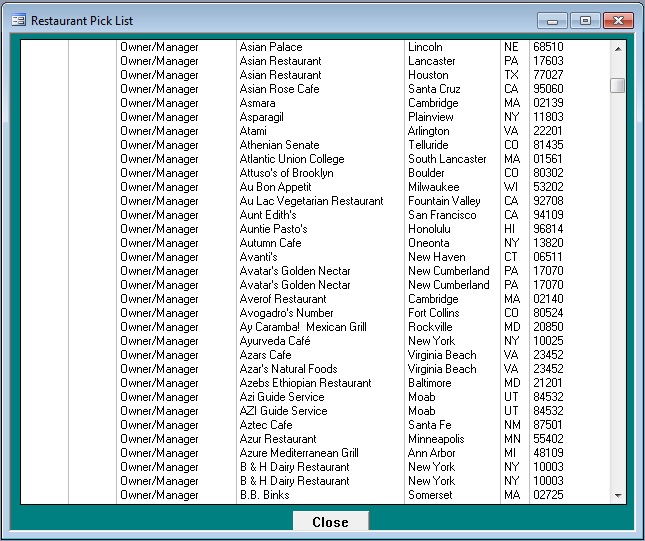 Restaurant Pick List
Owner/Manager Asian Palace Lincoln NE 68510
Owner/Manager Asian Restaurant Lancaster PA 17603
Owner/Manager Asian Restaurant Houston TX 77027
Owner/Manager Asian Rose Cafe Santa Cruz CA 95060
Owner/Manager Asmara Cambridge MA 02139
Owner/Manager Asparagil Plainview NY 11803
Owner/Manager Atami Arlington VA 22201
Owner/Manager Athenian Senate Telluride CO 81435
Owner/Manager Atlantic Union College South Lancaster MA 01561
Owner/Manager Attuso's of Brooklyn Boulder CO 80302
Owner/Manager Au Bon Appetit Milwaukee WI 53202
Owner/Manager Au Lac Vegetarian Restaurant Fountain Valley CA 92708
Owner/Manager Aunt Edith's San Francisco CA 94109
Owner/Manager Auntie Pasto's Honolulu HI 96814
Owner/Manager Autumn Cafe Oneonta NY 13820
Owner/Manager Avanti's New Haven CT 06511
Owner/Manager Avatar's Golden Nectar New Cumberland PA 17070
Owner/Manager Avatar's Golden Nectar New Cumberland PA 17070
Owner/Manager Averof Restaurant Cambridge MA 02140
Owner/Manager Avogadro's Number Fort Collins CO 80524
Owner/Manager Ay Caramba! Mexican Grill Rockville MD 20850
Owner/Manager Ayurveda Café New York NY 10025
Owner/Manager Azars Cafe Virginia Beach VA 23452
Owner/Manager Azar's Natural Foods Virginia Beach VA 23452
Owner/Manager Azebs Ethiopian Restaurant Baltimore MD 21201
Owner/Manager Azi Guide Service Moab UT 84532
Owner/Manager AZI Guide Service Moab UT 84532
Owner/Manager Aztec Cafe Santa Fe NM 87501
Owner/Manager Azur Restaurant Minneapolis MN 55402
Owner/Manager Azure Mediterranean Grill Ann Arbor MI 48109
Owner/Manager B & H Dairy Restaurant New York NY 10003
Owner/Manager B & H Dairy Restaurant New York NY 10003
Owner/Manager B.B. Binks Somerset MA 02725
Close